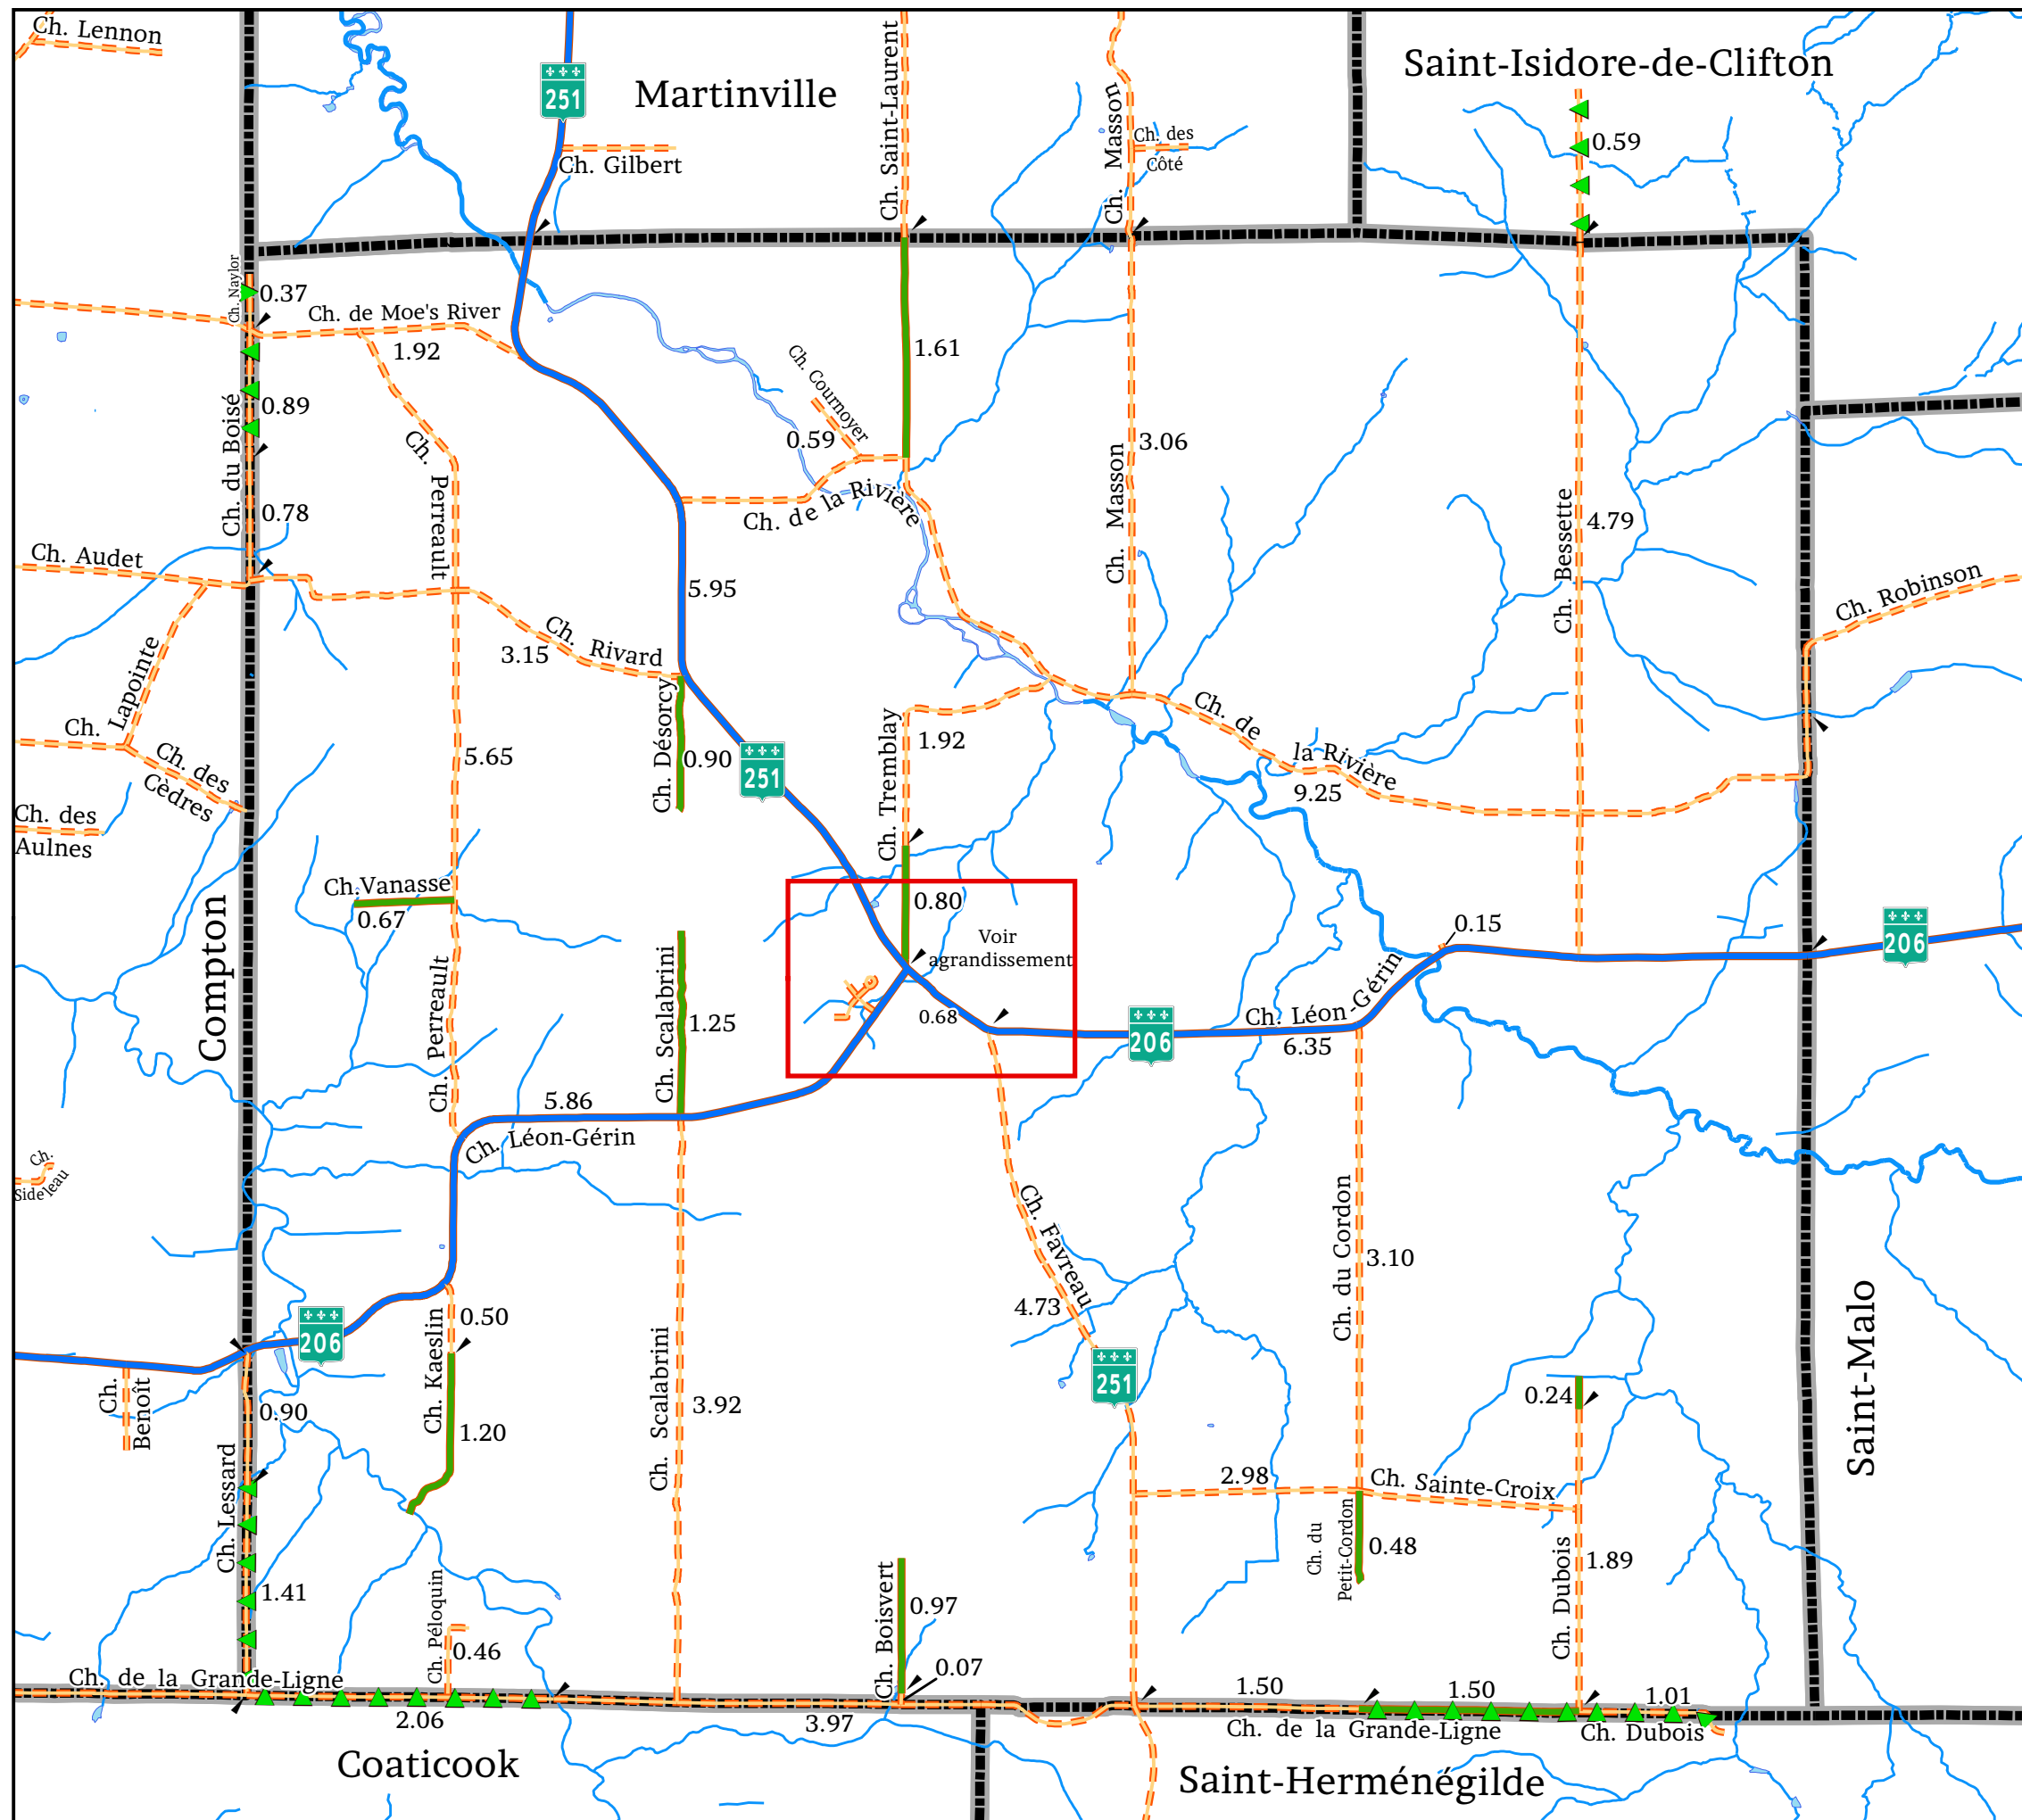 Ch. Lennon
Martinville
Saint-Isidore-de-Clifton
251
Ch. Gilbert
Ch. Saint-Laurent
Ch. Masson
Ch. des
Côté
0.59
Ch. Naylor
0.37
Ch. de Moe's River
1.92
1.61
Ch. Cournoyer
0.59
0.89
Ch. du Boisé
0.78
Ch. Perreault
Ch. de la Rivière
Ch. Masson
3.06
Ch. Bessette
4.79
Ch. Audet
5.95
Ch. Robinson
Ch. Rivard
3.15
Ch. Lapointe
Ch. des
Cèdres
Ch. des
Aulnes
5.65
Ch. Désorcy
0.90
251
Ch. Tremblay
1.92
Ch. de la Rivière
9.25
Ch.Vanasse
0.67
0.80
Voir
agrandissement
0.15
206
Compton
Ch. Perreault
Ch. Scalabrini
1.25
0.68
206
Ch. Léon-Gérin
6.35
5.86
Ch. Léon-Gérin
Ch.
Sideleau
Ch. Favreau
4.73
Ch. du Cordon
3.10
206
0.50
Ch. Kaeslin
1.20
Ch.
Benoît
0.90
Ch. Lessard
1.41
Ch. Scalabrini
3.92
251
0.24
Saint-Malo
2.98
Ch. Sainte-Croix
Ch. du
Petit-Cordon
0.48
Ch. Dubois
1.89
Ch. Péloquin
0.46
Ch. Boisvert
0.97
0.07
Ch. de la Grande-Ligne
2.06
3.97
1.50
1.50
1.01
Ch. de la Grande-Ligne
Ch. Dubois
Coaticook
Saint-Herménégilde